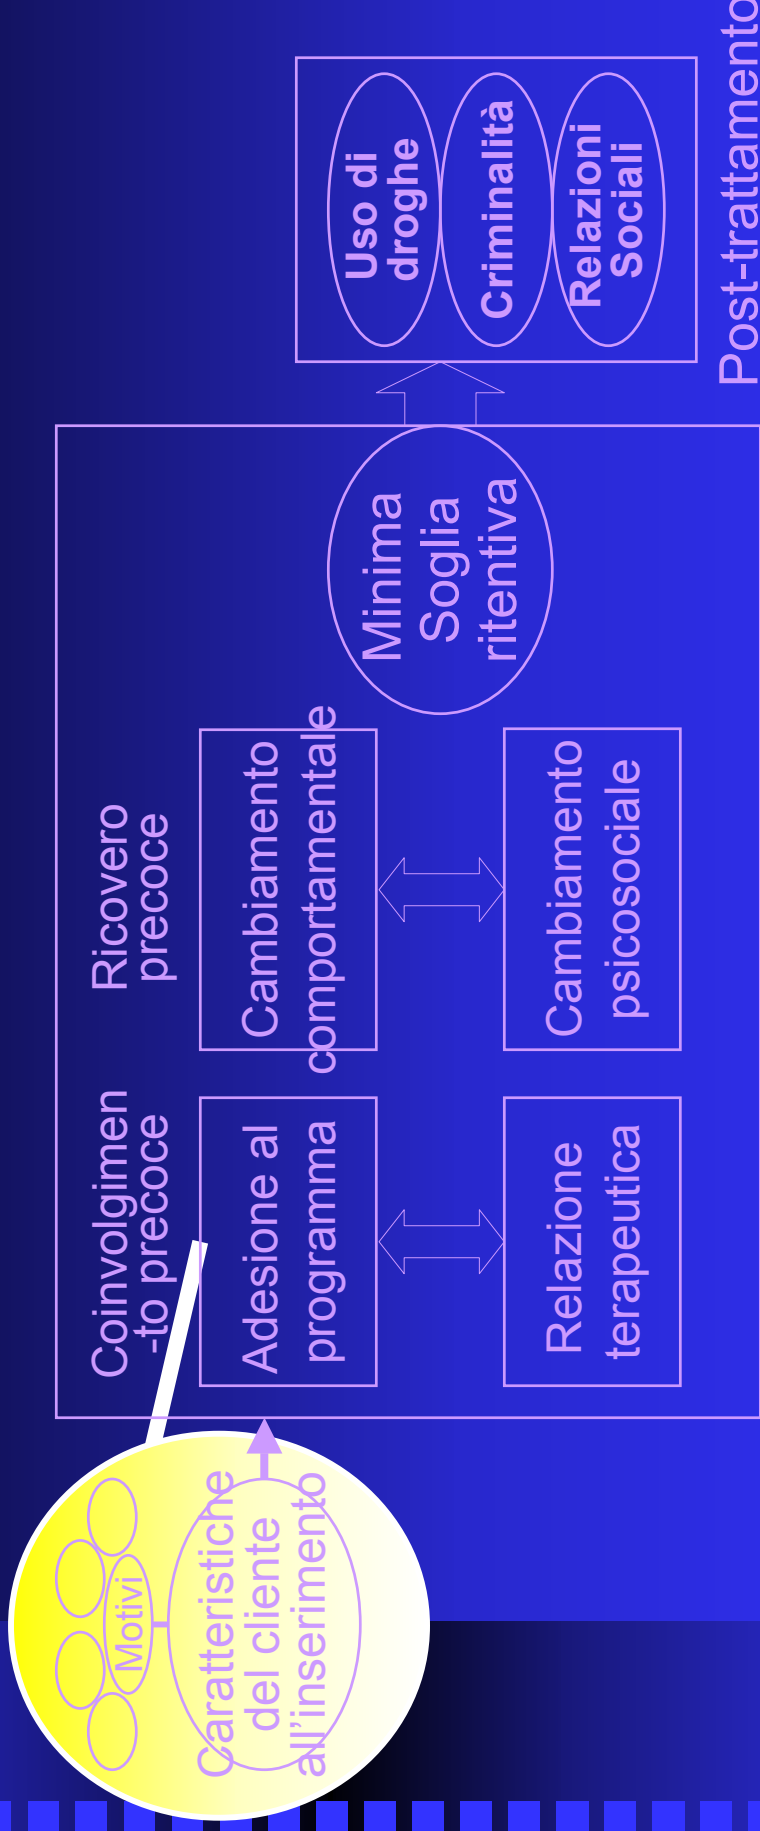 Motivi
Caratteristiche
del cliente
all’inserimento
Coinvolgimen
-to precoce
Adesione al
programma
Relazione
terapeutica
Ricovero
precoce
Cambiamento
comportamentale
Cambiamento
psicosociale
Minima
Soglia
ritentiva
Uso di
droghe
Criminalità
Relazioni
Sociali
Post-trattamento